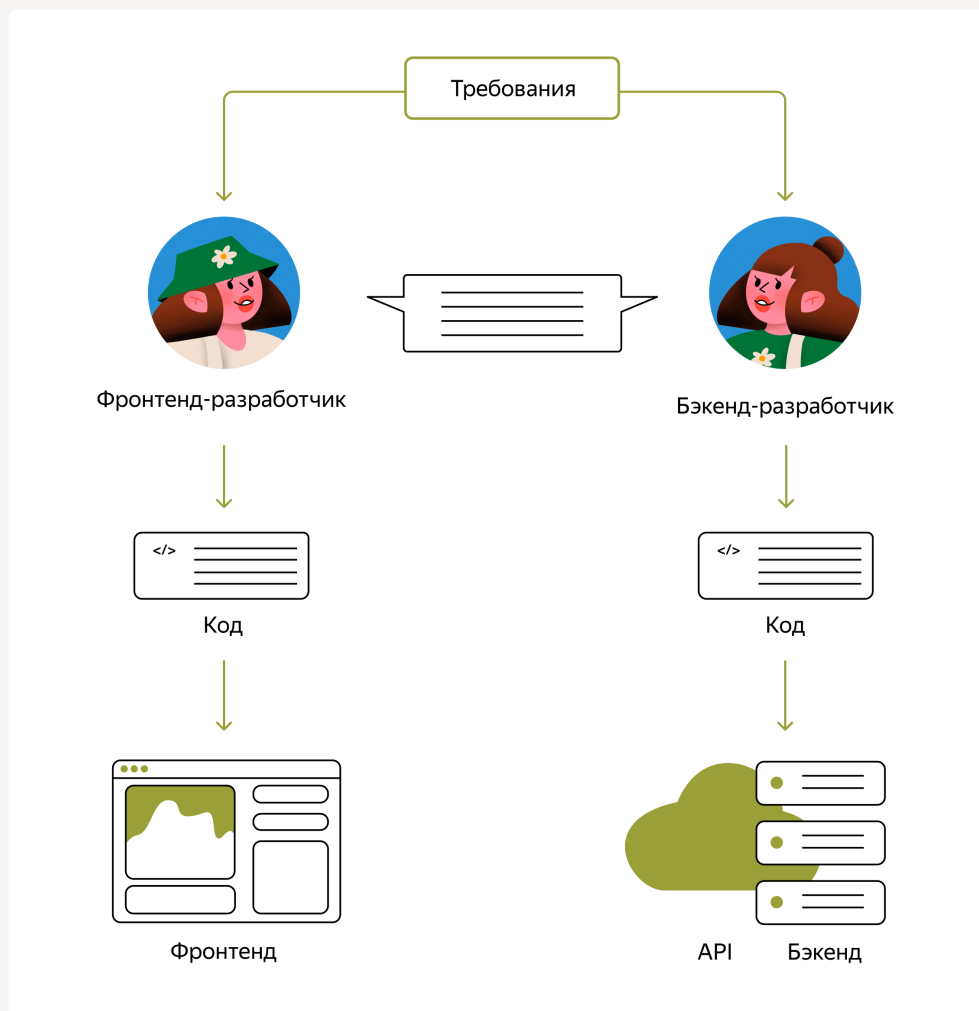 Требования
Фронтенд-разработчик
Бэкенд-разработчик
</>
</>
Код
Код
Фронтенд
API
Бэкенд